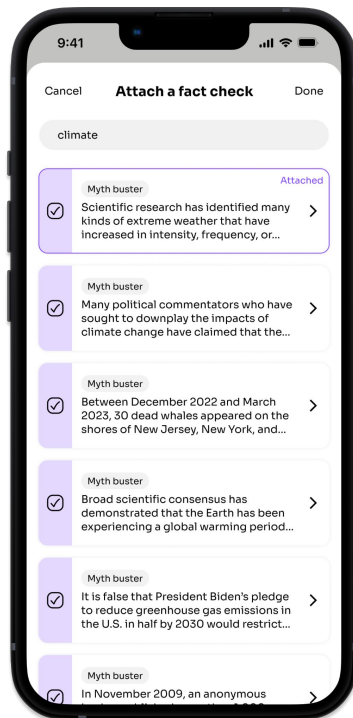 9:41
Cancel
Attach a fact check
Done
climate
Attached
Myth buster
Scientific research has identified many
kinds of extreme weather that have
increased in intensity, frequency, or...
Myth buster
Many political commentators who have
sought to downplay the impacts of
climate change have claimed that the...
Myth buster
Between December 2022 and March
2023, 30 dead whales appeared on the
shores of New Jersey, New York, and...
Myth buster
Broad scientific consensus has
demonstrated that the Earth has been
experiencing a global warming period...
Myth buster
It is false that President Biden's pledge
to reduce greenhouse gas emissions in
the U.S. in half by 2030 would restrict...
Myth buster
In November 2009, an anonymous